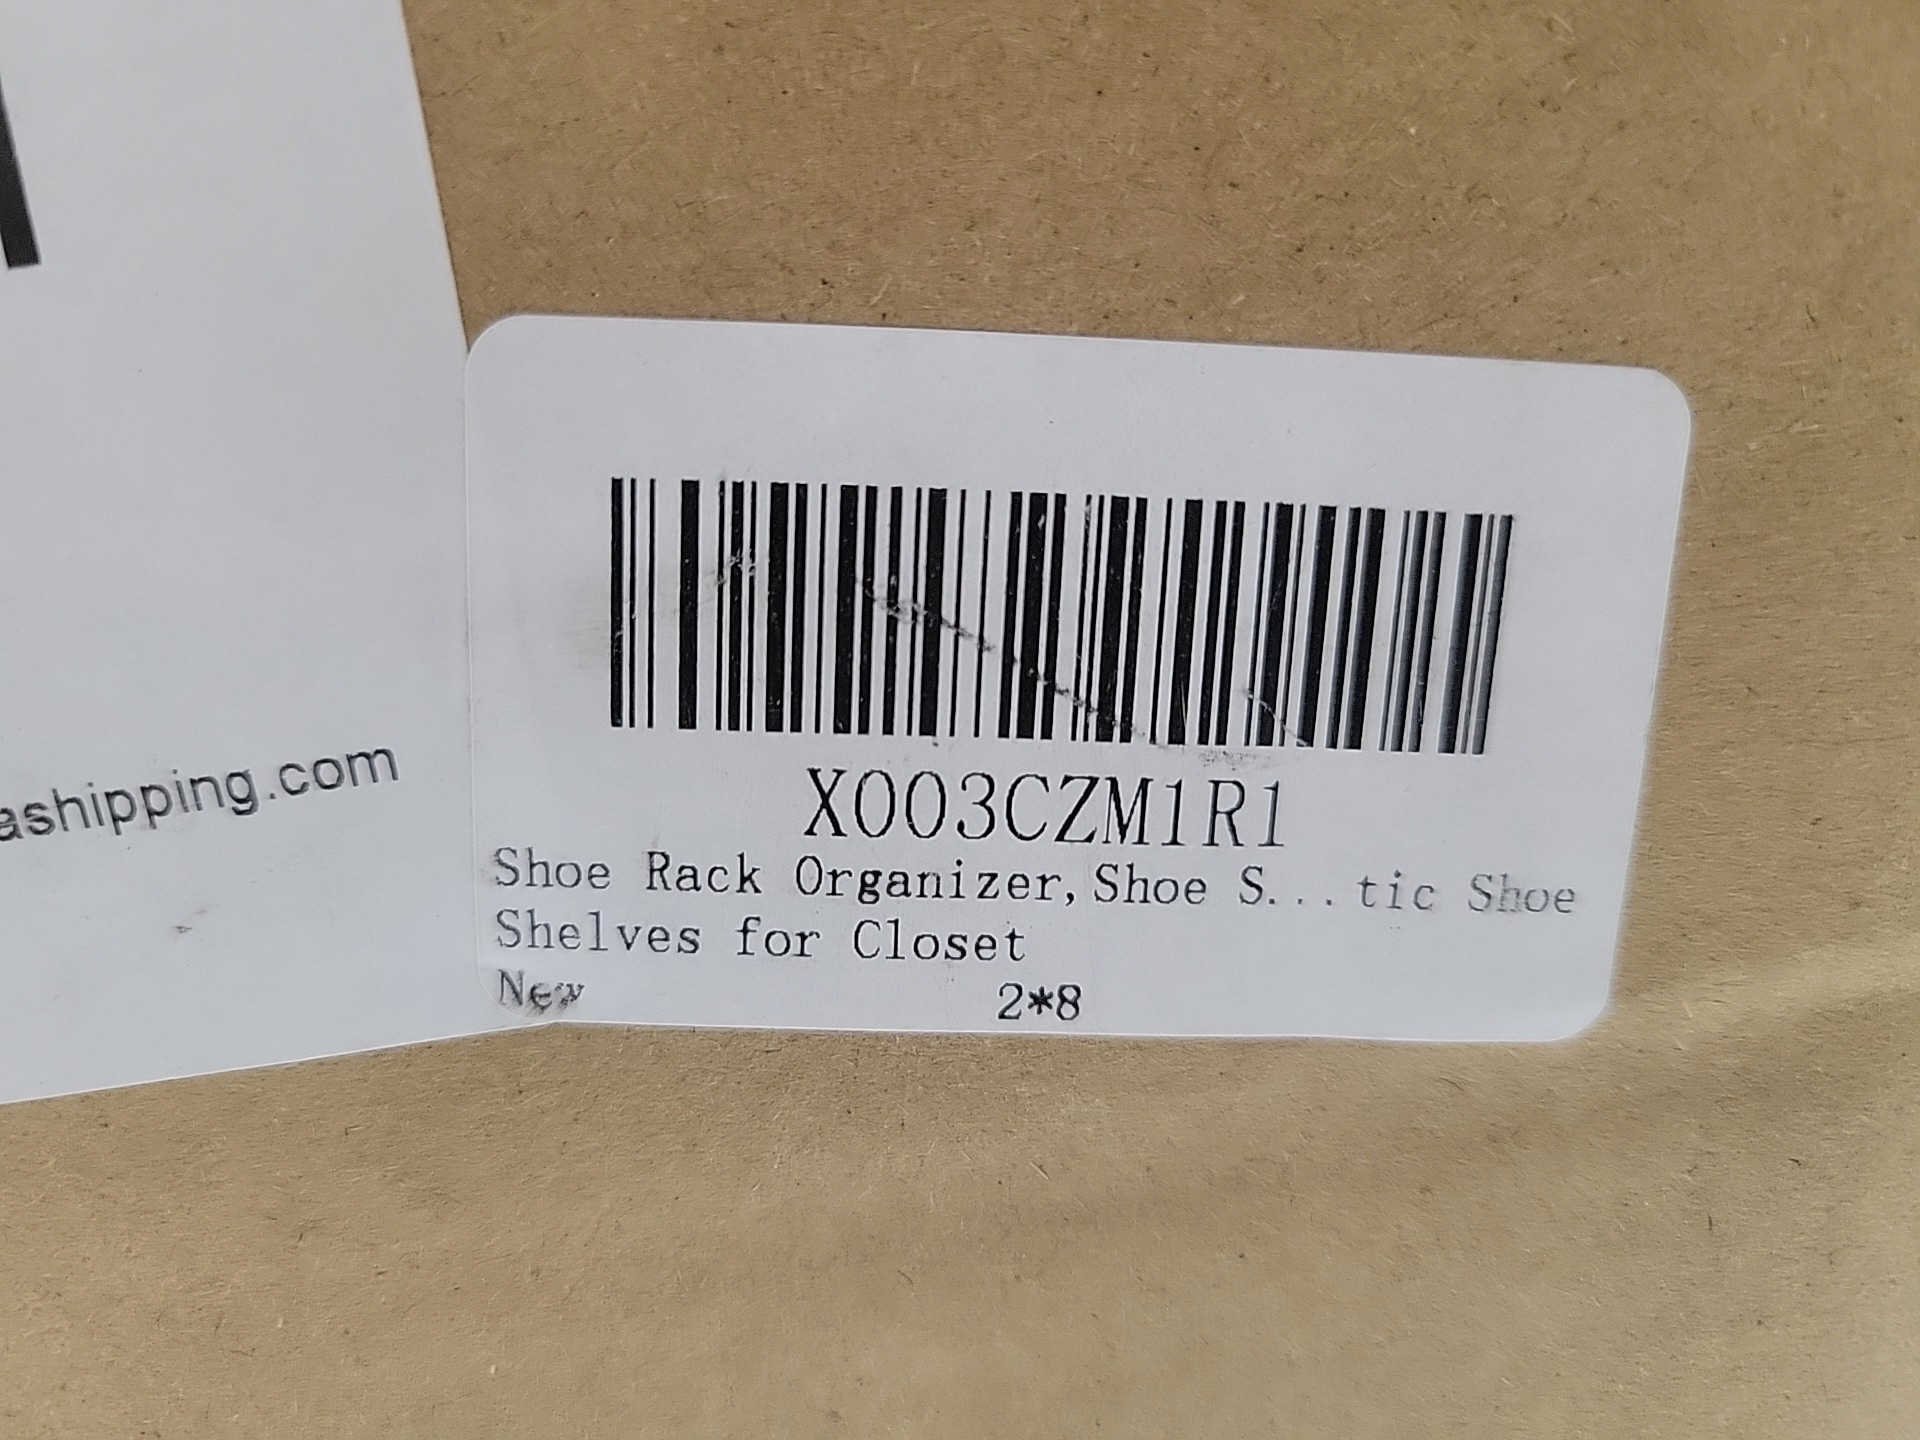 ashipping.com
X003CZM1R1
Shoe Rack Organizer,Shoe S...tic Shoe
Shelves for Closet
New 2*8